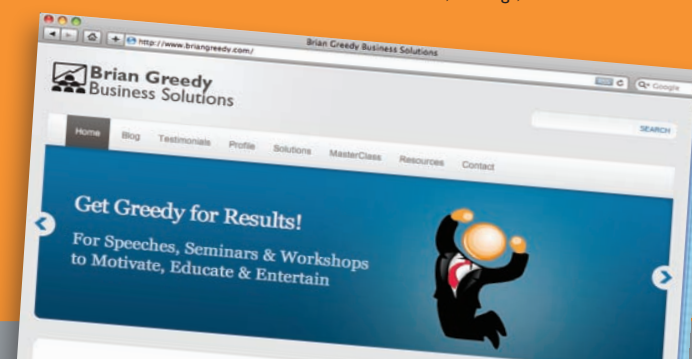 Brian Greedy Business Solutions
http://www.briangreedy.com/
Google
Brian Greedy
Business Solutions
SEARCH
Home Blog Testimonials Profile Solutions MasterClass Resources Contact
Get Greedy for Results!
For Speeches, Seminars & Workshops
to Motivate, Educate & Entertain